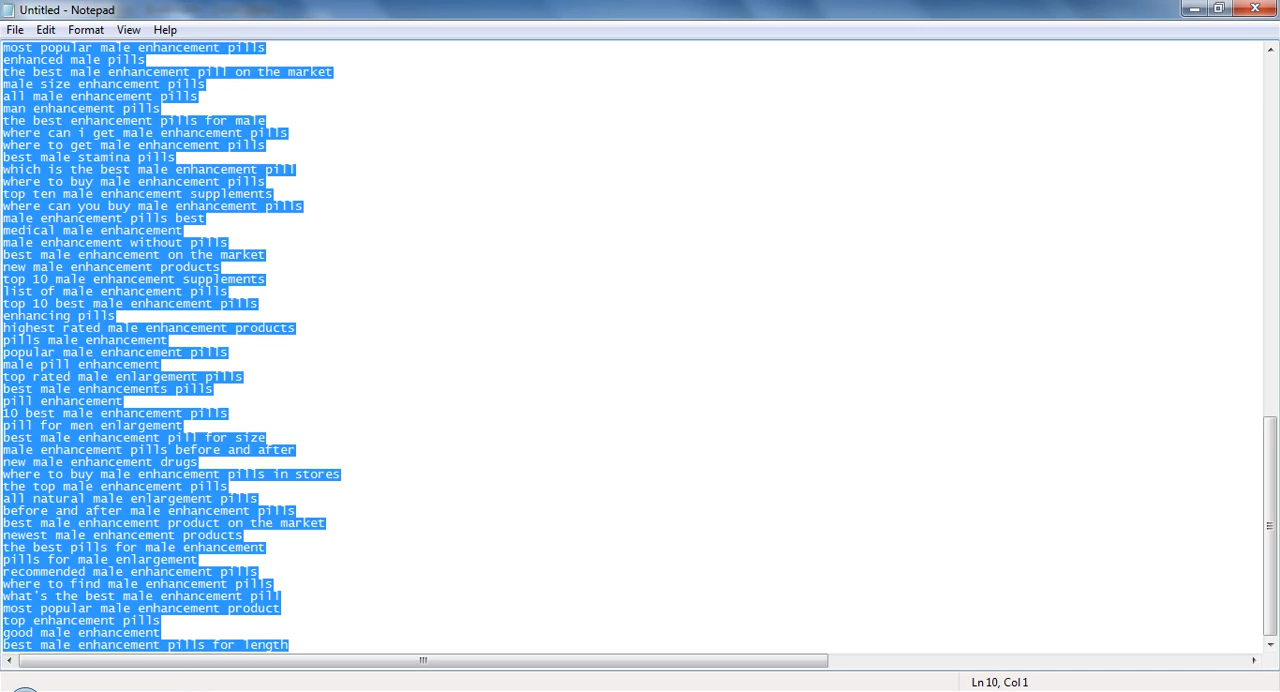 Untitled - Notepad
File Edit Format View Help
most popular male enhancement pills
enhanced male pills
the best male enhancement pill on the market
male size enhancement pills
all male enhancement pills
man enhancement pills
the best enhancement pills for male
where can i get male enhancement pills
where to get male enhancement pills
best male stamina pills
which is the best male enhancement pill
where to buy male enhancement pills
top ten male enhancement supplements
where can you buy male enhancement pills
male enhancement pills best
medical male enhancement
male enhancement without pills
best male enhancement on the market
new male enhancement products
top 10 male enhancement supplements
list of male enhancement pills
top 10 best male enhancement pills
enhancing pills
highest rated male enhancement products
pills male enhancement
popular male enhancement pills
male pill enhancement
top rated male enlargement pills
best male enhancements pills
pill enhancement
10 best male enhancement pills
pill for men enlargement
best male enhancement pill for size
male enhancement pills before and after
new male enhancement drugs
where to buy male enhancement pills in stores
the top male enhancement pills
all natural male enlargement pills
before and after male enhancement pills
best male enhancement product on the market
newest male enhancement products
the best pills for male enhancement
pills for male enlargement
recommended male enhancement pills
where to find male enhancement pills
what's the best male enhancement pill
most popular male enhancement product
top enhancement pills
good male enhancement
best male enhancement pills for length
Ln 10, Col 1